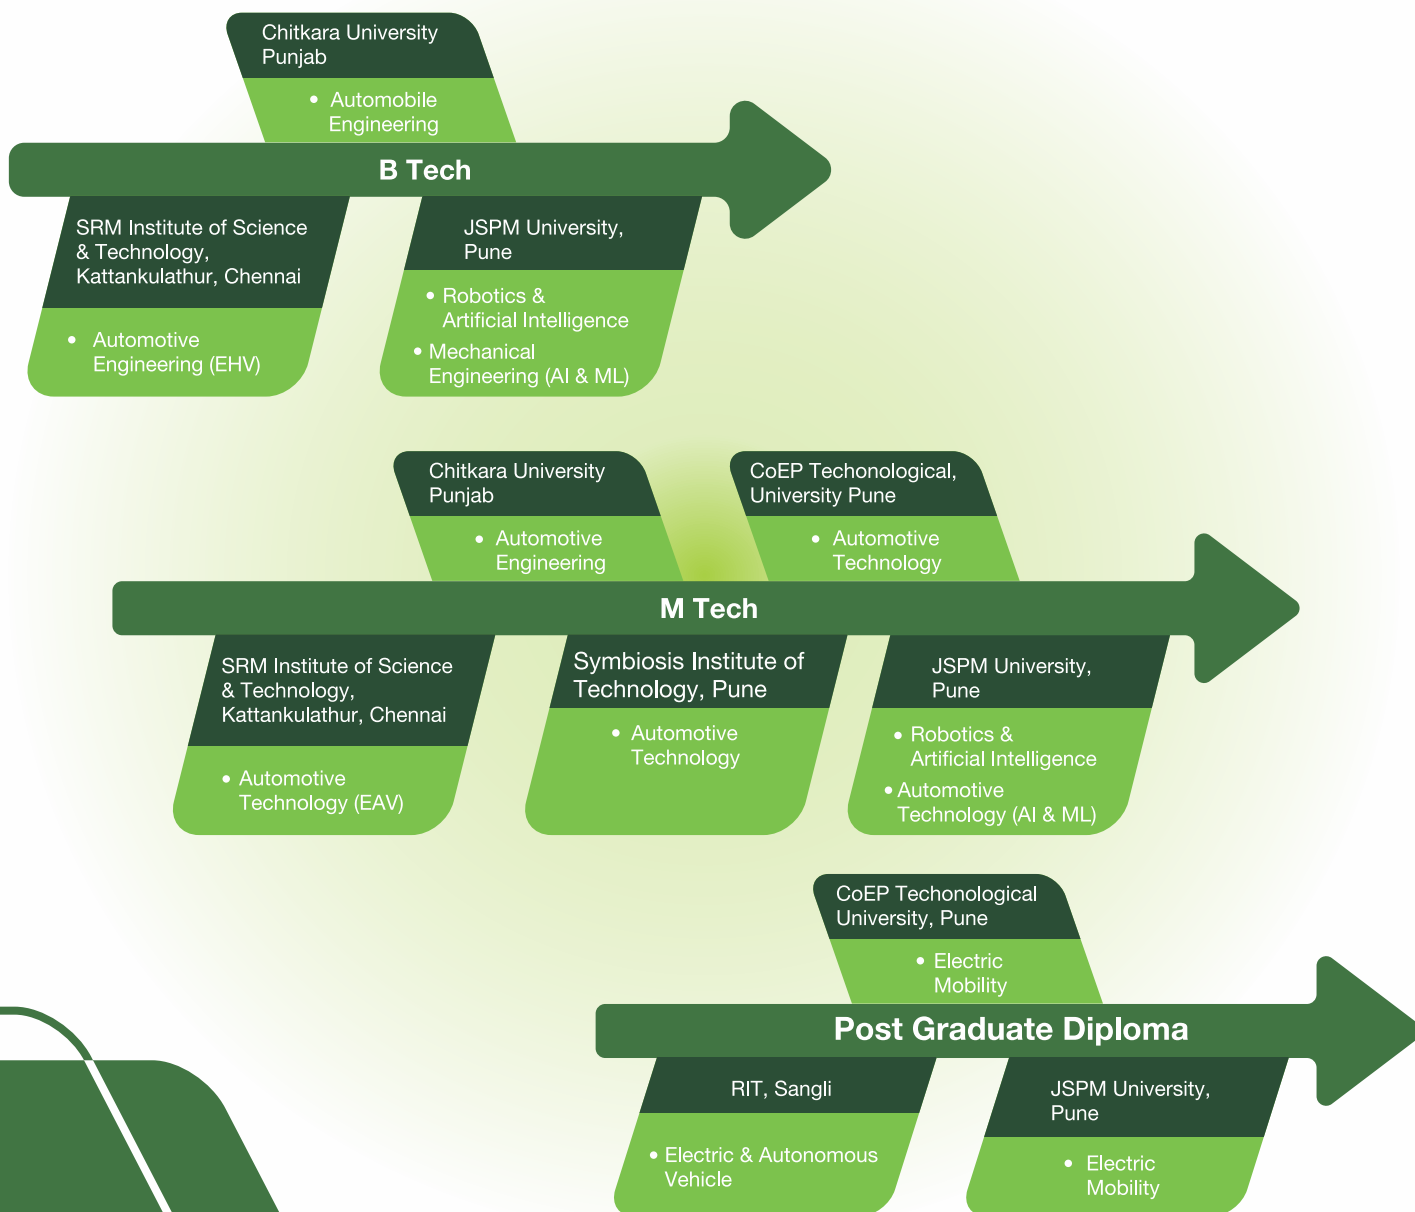 Chitkara University
Punjab
• Automobile
Engineering
B Tech
SRM Institute of Science
& Technology,
Kattankulathur, Chennai
• Automotive
Engineering (EHV)
JSPM University,
Pune
• Robotics &
Artificial Intelligence
• Mechanical
Engineering (AI & ML)
Chitkara University
Punjab
• Automotive
Engineering
CoEP Techonological,
University Pune
• Automotive
Technology
M Tech
SRM Institute of Science
& Technology,
Kattankulathur, Chennai
• Automotive
Technology (EAV)
Symbiosis Institute of
Technology, Pune
• Automotive
Technology
JSPM University,
Pune
• Robotics &
Artificial Intelligence
• Automotive
Technology (AI & ML)
CoEP Techonological
University, Pune
• Electric
Mobility
Post Graduate Diploma
RIT, Sangli
• Electric & Autonomous
Vehicle
JSPM University,
Pune
• Electric
Mobility